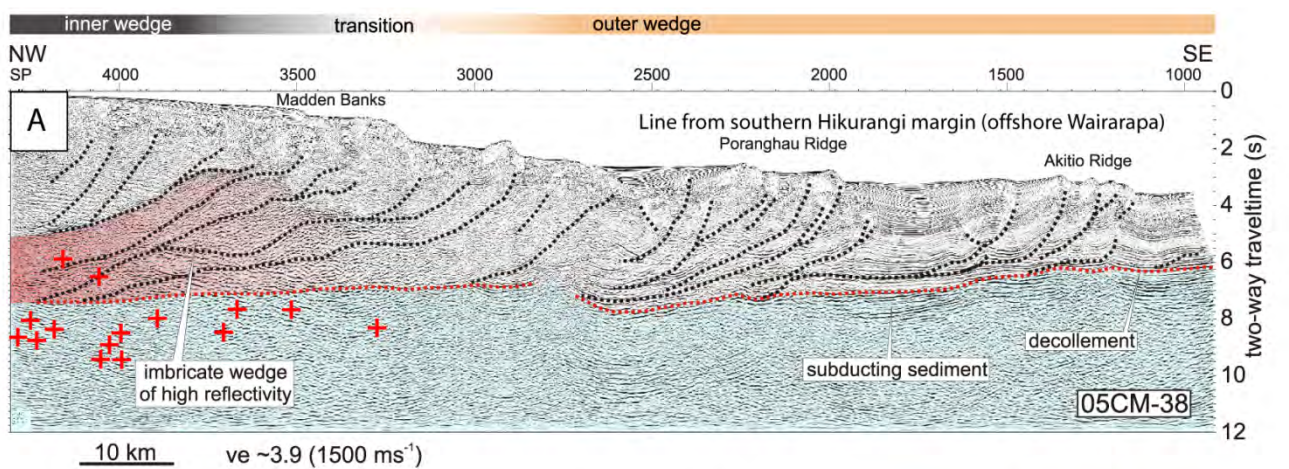 inner wedge transition outer wedge
NW SE
SP 4000 3500 3000 2500 2000 1500 1000
0
A
Madden Banks
Line from southern Hikurangi margin (offshore Wairarapa)
Poranghau Ridge
Akitio Ridge
2
4
6
8
10
12
two-way traveltime (s)
decollement
subducting sediment
imbricate wedge
of high reflectivity
05CM-38
10 km ve ~3.9 (1500 ms⁻¹)